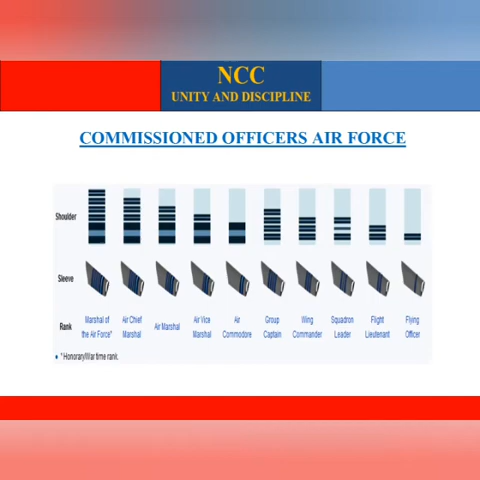 NCC
UNITY AND DISCIPLINE
COMMISSIONED OFFICERS AIR FORCE
Shoulder
Sleeve
Rank
Marshal of the Air Force*
Air Chief Marshal
Air Marshal
Air Vice Marshal
Air Commodore
Group Captain
Wing Commander
Squadron Leader
Flight Lieutenant
Flying Officer
* Honorary/War time rank.